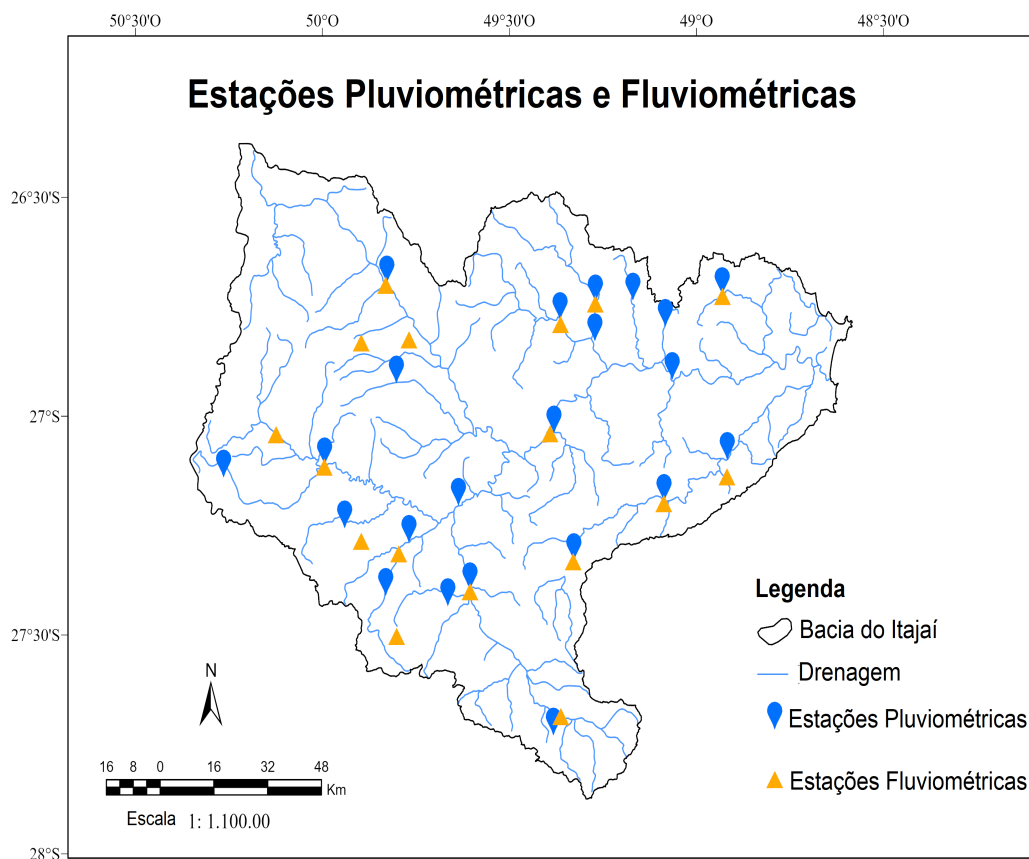 50°30'O 50°O 49°30'O 49°O 48°30'O
Estações Pluviométricas e Fluviométricas
26°30'S
27°S
27°30'S
28°S
Legenda
Bacia do Itajaí
Drenagem
Estações Pluviométricas
Estações Fluviométricas
N
16 8 0 16 32 48
Km
Escala 1: 1.100.00